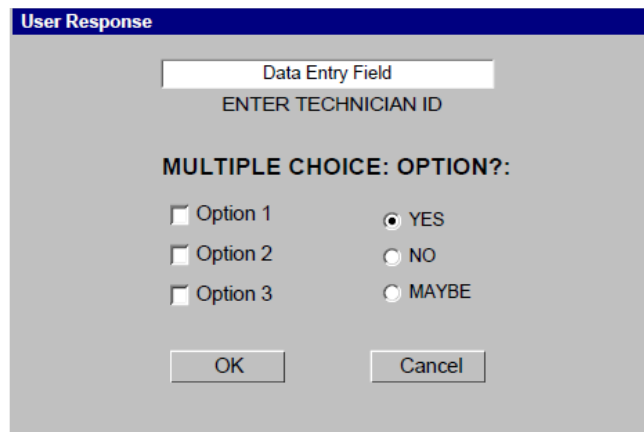 User Response
Data Entry Field
ENTER TECHNICIAN ID
MULTIPLE CHOICE: OPTION?:
Option 1
YES
Option 2
NO
Option 3
MAYBE
OK
Cancel